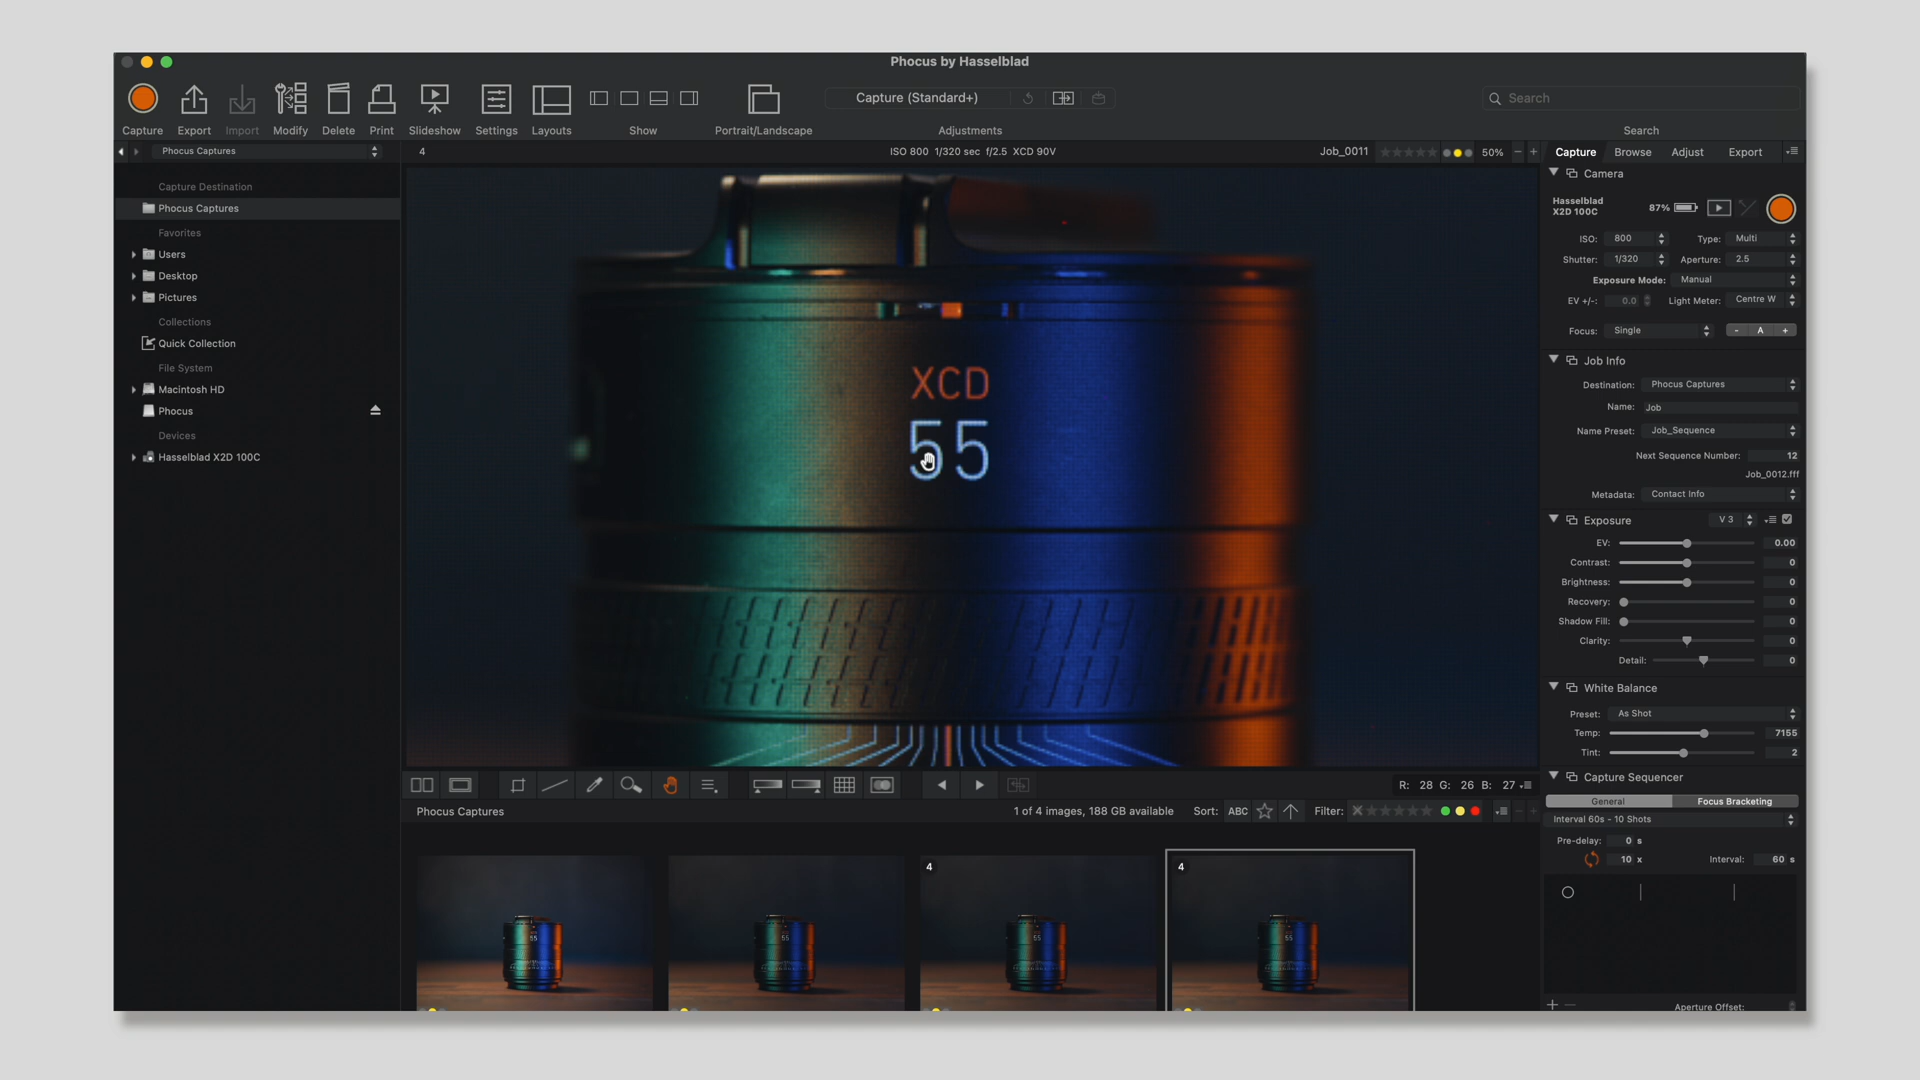 Phocus by Hasselblad
Capture (Standard+)
Search
Capture Export Import Modify Delete Print Slideshow Settings Layouts Show Portrait/Landscape Adjustments Search
Phocus Captures
4
ISO 800 1/320 sec f/2.5 XCD 90V
Job_0011
50%
Capture Browse Adjust Export
Capture Destination
Phocus Captures
Favorites
Users
Desktop
Pictures
Collections
Quick Collection
File System
Macintosh HD
Phocus
Devices
Hasselblad X2D 100C
XCD
55
Camera
Hasselblad
X2D 100C
87%
ISO: 800 Type: Multi
Shutter: 1/320 Aperture: 2.5
Exposure Mode: Manual
EV +/-: 0.0 Light Meter: Centre W
Focus: Single - A +
Job Info
Destination: Phocus Captures
Name: Job
Name Preset: Job_Sequence
Next Sequence Number: 12
Job_0012.fff
Metadata: Contact Info
Exposure V 3
EV: 0.00
Contrast: 0
Brightness: 0
Recovery: 0
Shadow Fill: 0
Clarity: 0
Detail: 0
White Balance
Preset: As Shot
Temp: 7155
Tint: 2
Capture Sequencer
General Focus Bracketing
Interval 60s - 10 Shots
Pre-delay: 0 s
10 x Interval: 60 s
Aperture Offset:
R: 28 G: 26 B: 27
Phocus Captures
1 of 4 images, 188 GB available
Sort: ABC
Filter:
4
4
55
55
55
55